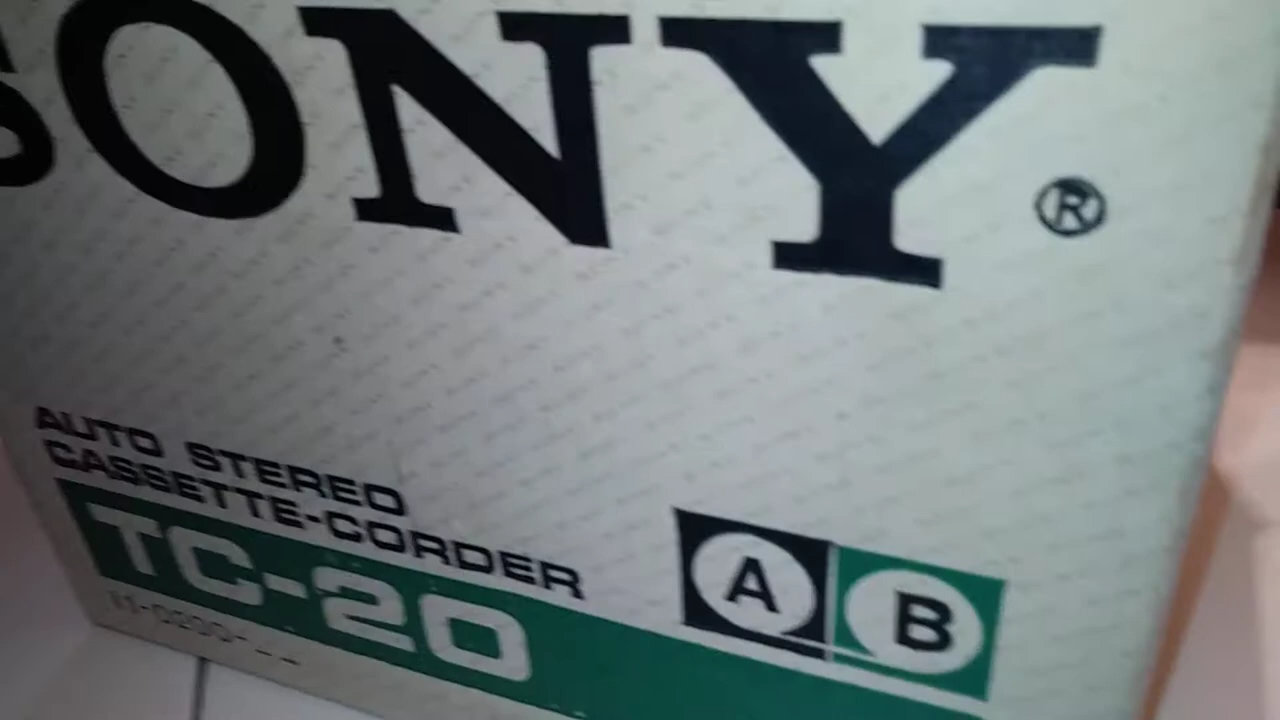 SONY®
AUTO STEREO
CASSETTE-CORDER
TC-20
A B